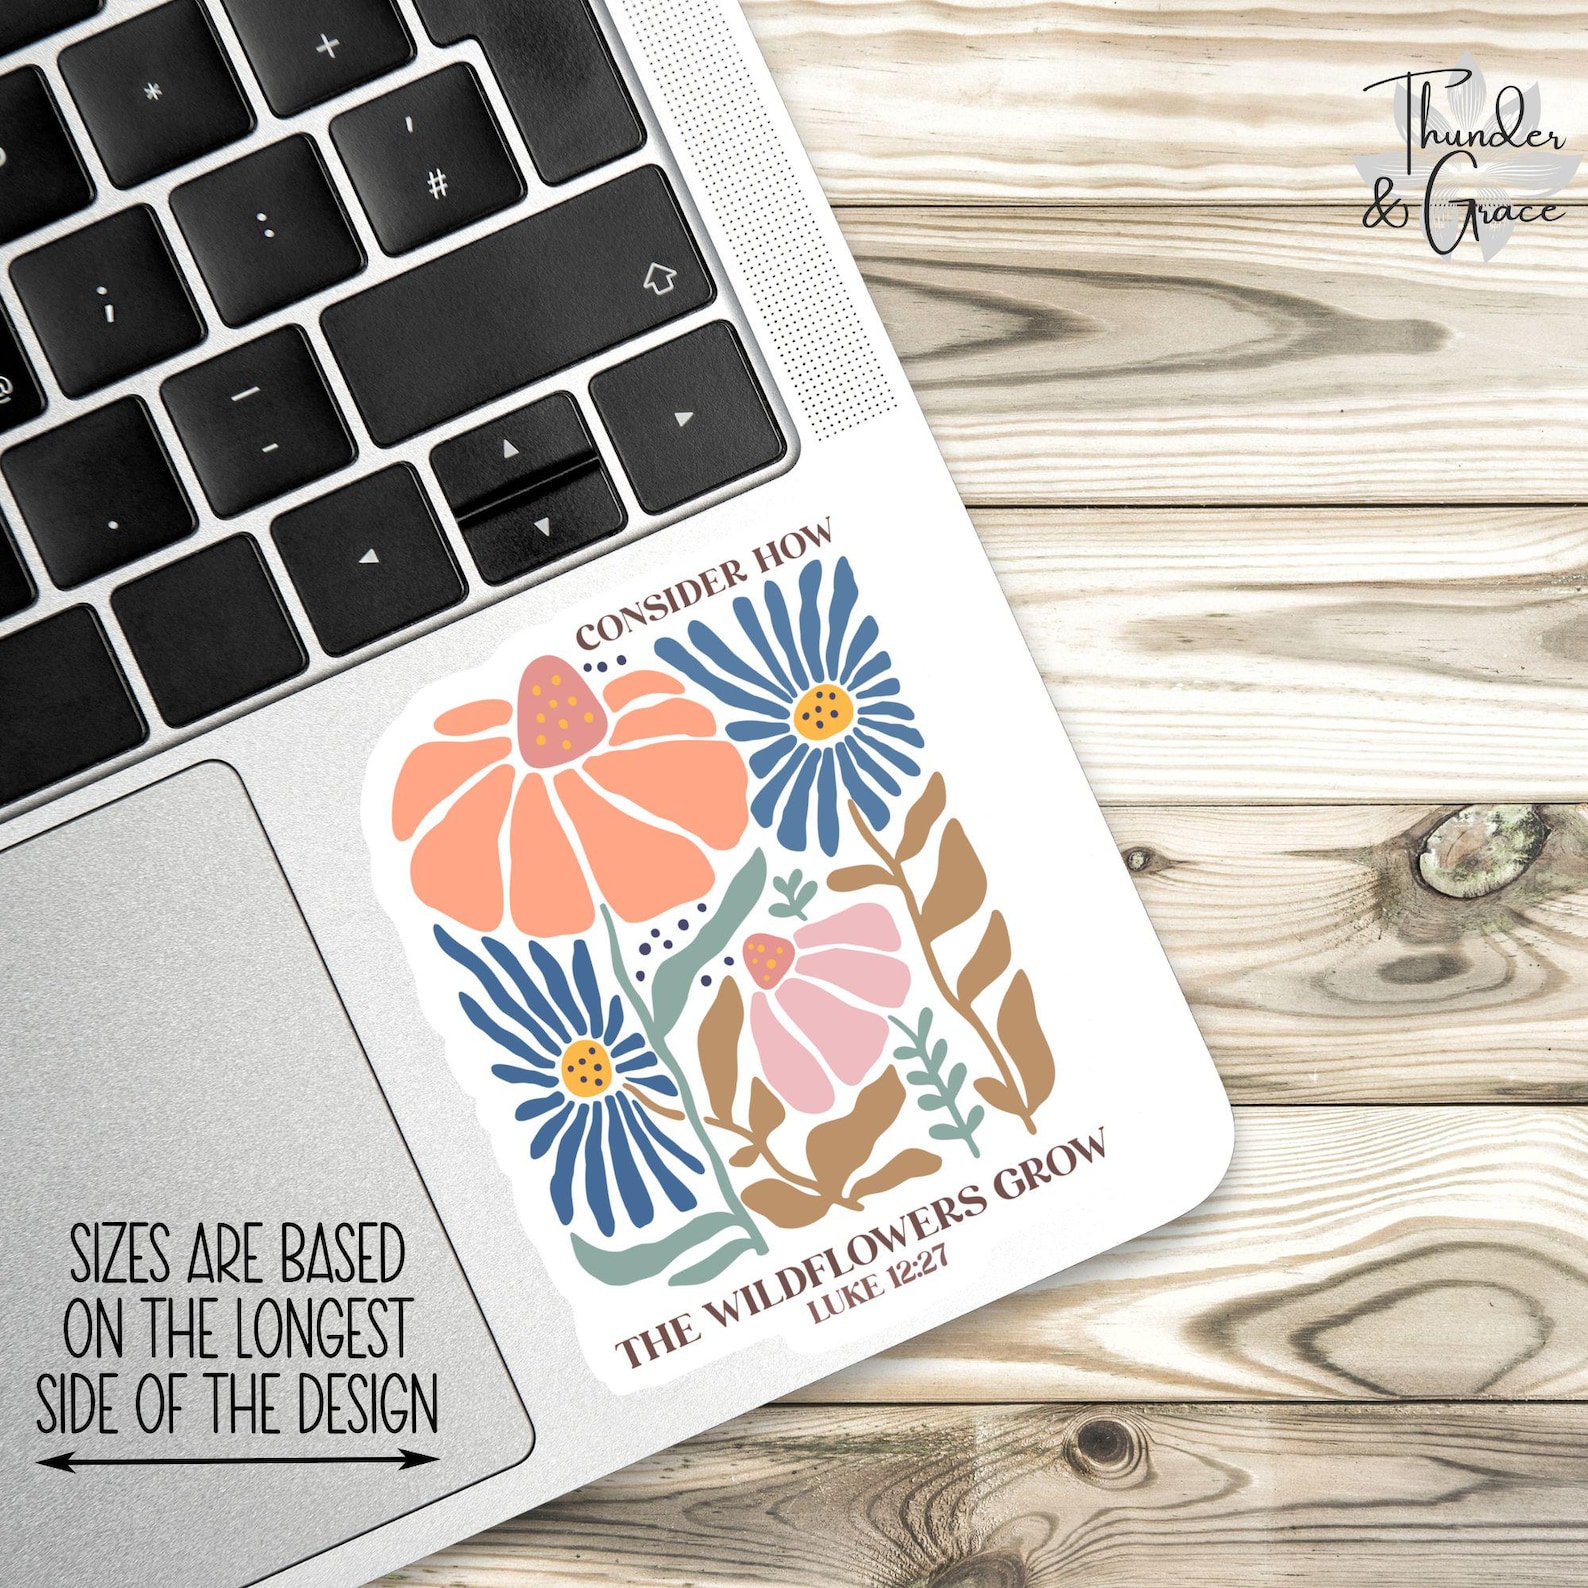 Thunder
& Grace
*
+
'
#
:
;
@
–
-
.
CONSIDER HOW
THE WILDFLOWERS GROW
LUKE 12:27
SIZES ARE BASED
ON THE LONGEST
SIDE OF THE DESIGN